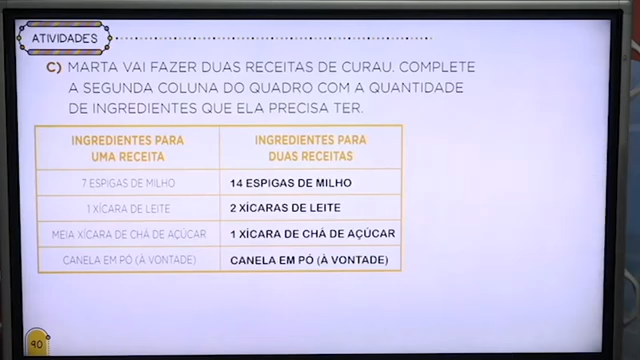 ATIVIDADES
C) MARTA VAI FAZER DUAS RECEITAS DE CURAU. COMPLETE
A SEGUNDA COLUNA DO QUADRO COM A QUANTIDADE
DE INGREDIENTES QUE ELA PRECISA TER.
INGREDIENTES PARA
UMA RECEITA
INGREDIENTES PARA
DUAS RECEITAS
7 ESPIGAS DE MILHO
14 ESPIGAS DE MILHO
1 XÍCARA DE LEITE
2 XÍCARAS DE LEITE
MEIA XÍCARA DE CHÁ DE AÇÚCAR
1 XÍCARA DE CHÁ DE AÇÚCAR
CANELA EM PÓ (À VONTADE)
CANELA EM PÓ (À VONTADE)
90